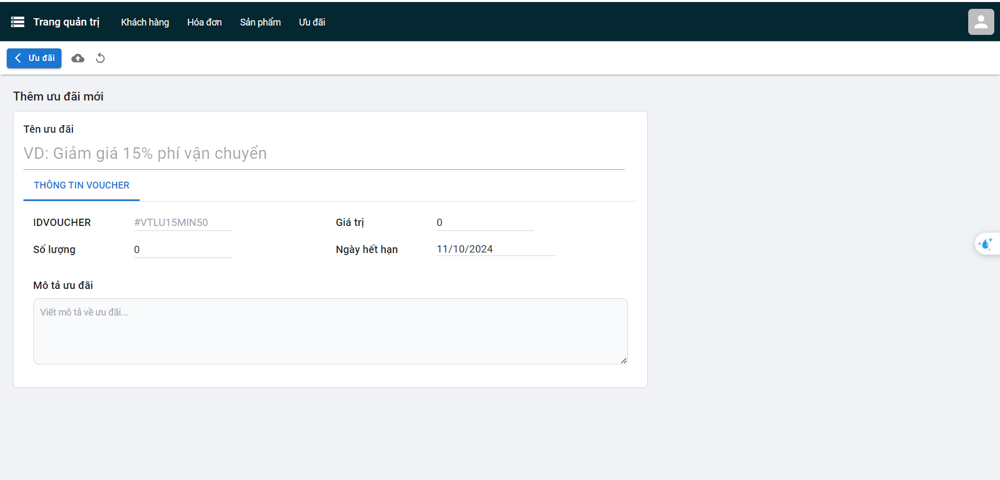 Trang quản trị Khách hàng Hóa đơn Sản phẩm Ưu đãi
Ưu đãi
Thêm ưu đãi mới
Tên ưu đãi
VD: Giảm giá 15% phí vận chuyển
THÔNG TIN VOUCHER
IDVOUCHER #VTLU15MIN50 Giá trị 0
Số lượng 0 Ngày hết hạn 11/10/2024
Mô tả ưu đãi
Viết mô tả về ưu đãi...